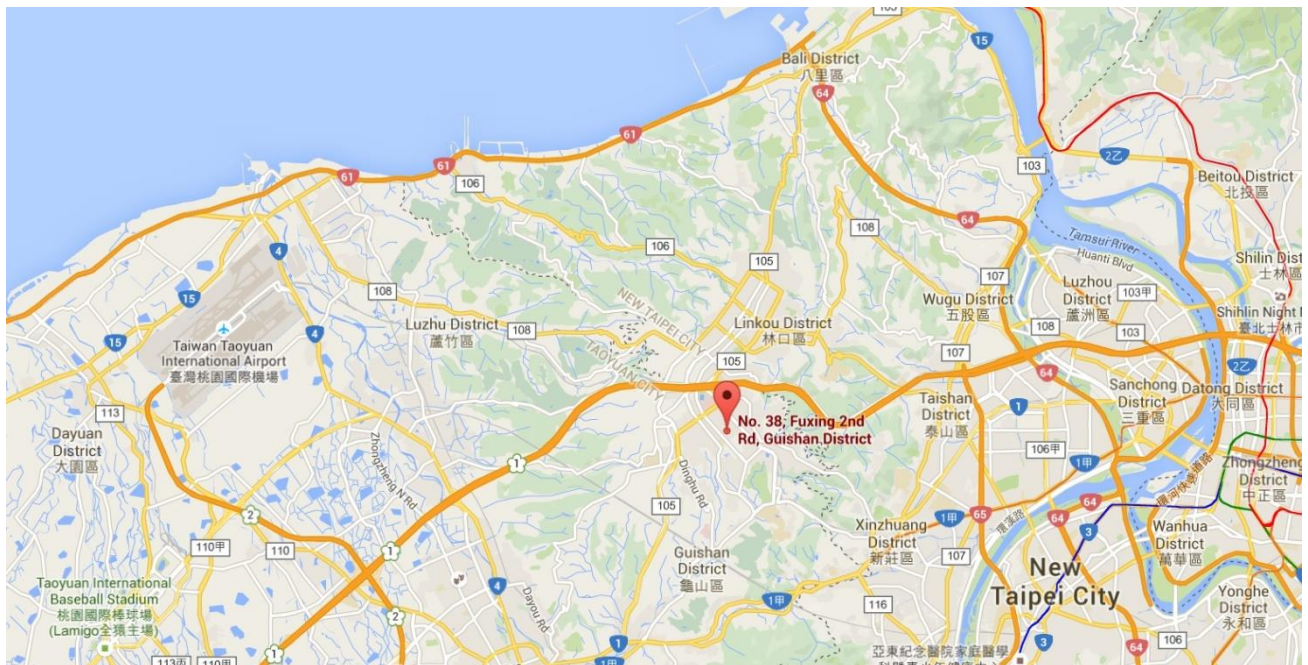 103
15
Bali District
八里區
64
61
2乙
103
106
Beitou District
北投區
61
61
4
106
108
64
Tamsui River
Huanti Blvd
Shilin Dist
士林區
105
107
15
108
NEW TAIPEI CITY
Wugu District
五股區
Luzhou
District
蘆洲區
103甲
Shihlin Night M
臺北士林市
Luzhu District
蘆竹區
108
Linkou District
林口區
108
103
4
15
Taiwan Taoyuan
International Airport
臺灣桃園國際機場
TAOYUAN CITY
105
107
64
2乙
Sanchong
District
三重區
Datong District
大同區
No. 38, Fuxing 2nd
Rd, Guishan District
Taishan
District
泰山區
1
113
Dayuan
District
大園區
Zhongzheng N Rd
1
Dinghu Rd
106甲
1甲
環河快速道路
Zhongzheng
District
中正區
105
64
2
65
1甲
環漢路
64
3
110甲
110
1
Xinzhuang
District
新莊區
107
Wanhua
District
萬華區
Guishan
District
龜山區
New
Taipei City
Taoyuan International
Baseball Stadium
桃園國際棒球場
(Lamigo全猿主場)
4
2
Dayou Rd
1甲
116
Yonghe
District
永和區
1
3
64
106
113丙
110甲
1
亞東紀念醫院家庭醫學